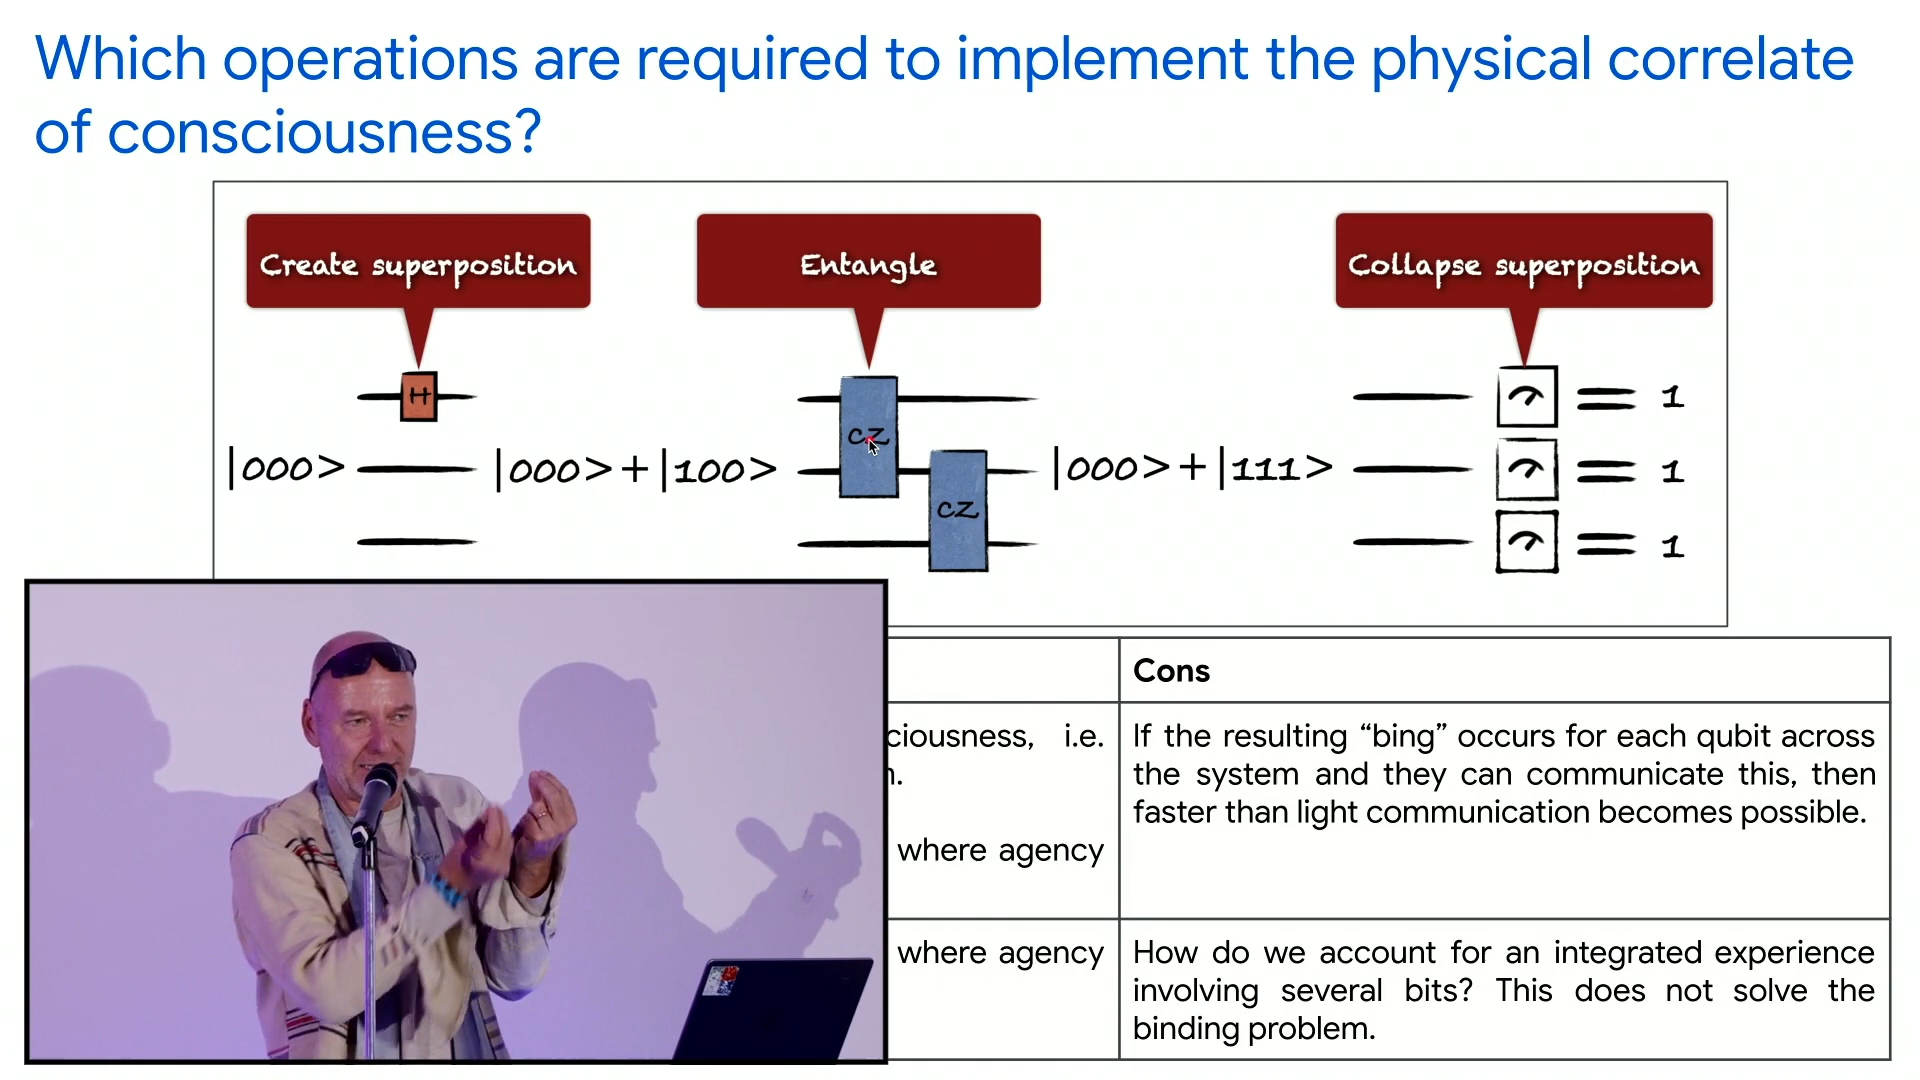 Which operations are required to implement the physical correlate
of consciousness?
Create superposition
Entangle
Collapse superposition
H
CZ
CZ
|000>
|000>+|100>
|000>+|111>
= 1
= 1
= 1
Cons
ciousness, i.e.
where agency
If the resulting “bing” occurs for each qubit across
the system and they can communicate this, then
faster than light communication becomes possible.
where agency
How do we account for an integrated experience
involving several bits? This does not solve the
binding problem.